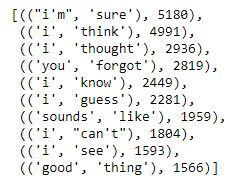 [(("i'm", 'sure'), 5180),
(('i', 'think'), 4991),
(('i', 'thought'), 2936),
(('you', 'forgot'), 2819),
(('i', 'know'), 2449),
(('i', 'guess'), 2281),
(('sounds', 'like'), 1959),
(('i', "can't"), 1804),
(('i', 'see'), 1593),
(('good', 'thing'), 1566)]